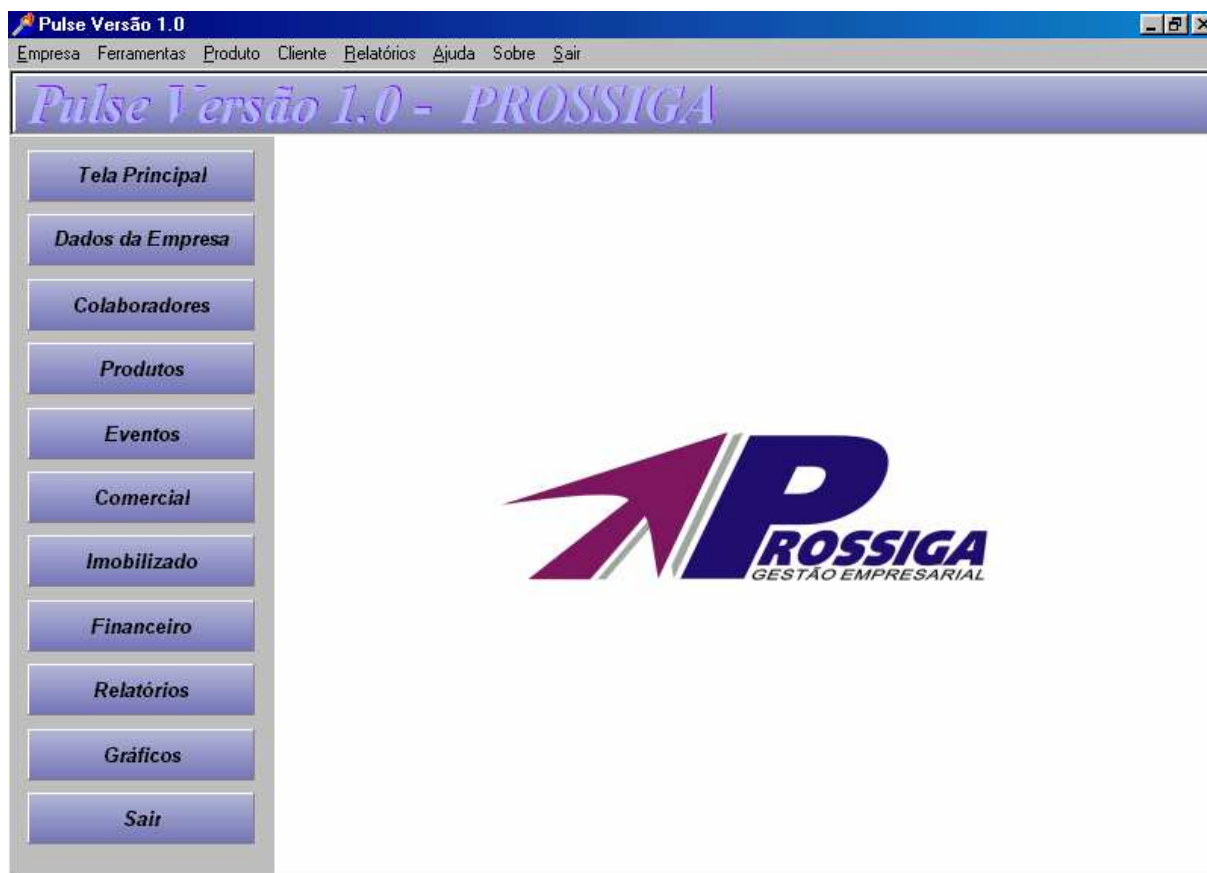 Pulse Versão 1.0
Empresa Ferramentas Produto Cliente Relatórios Ajuda Sobre Sair
Pulse Versão 1.0 - PROSSIGA
Tela Principal
Dados da Empresa
Colaboradores
Produtos
Eventos
Comercial
Imobilizado
Financeiro
Relatórios
Gráficos
Sair
PROSSIGA
GESTÃO EMPRESARIAL